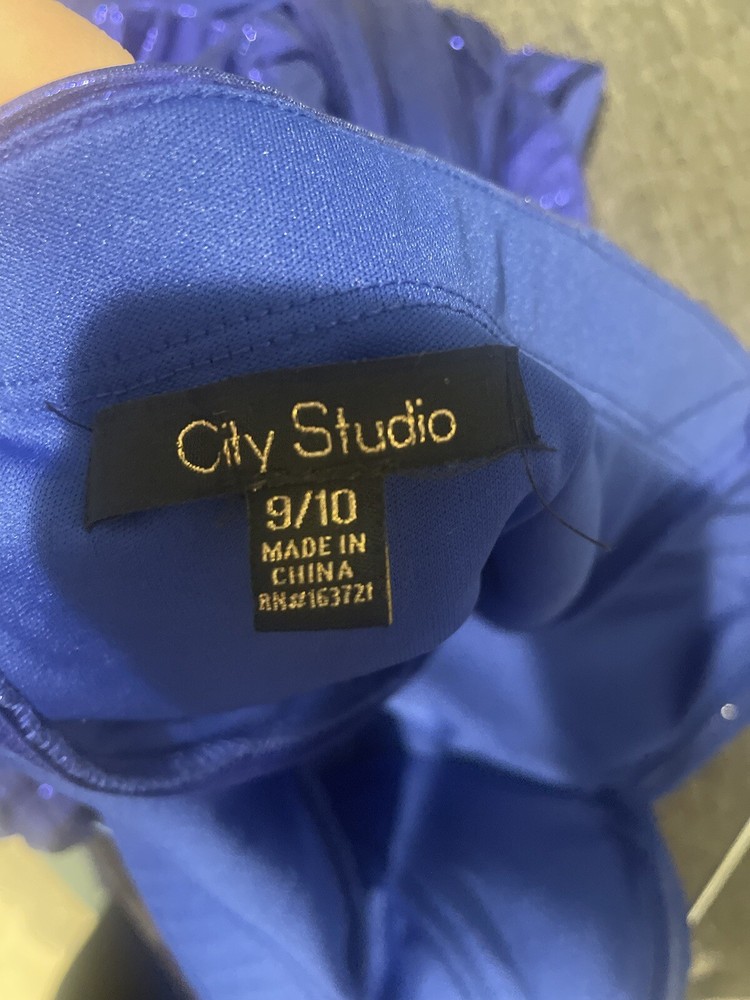 City Studio
9/10
MADE IN
CHINA
RN#163721